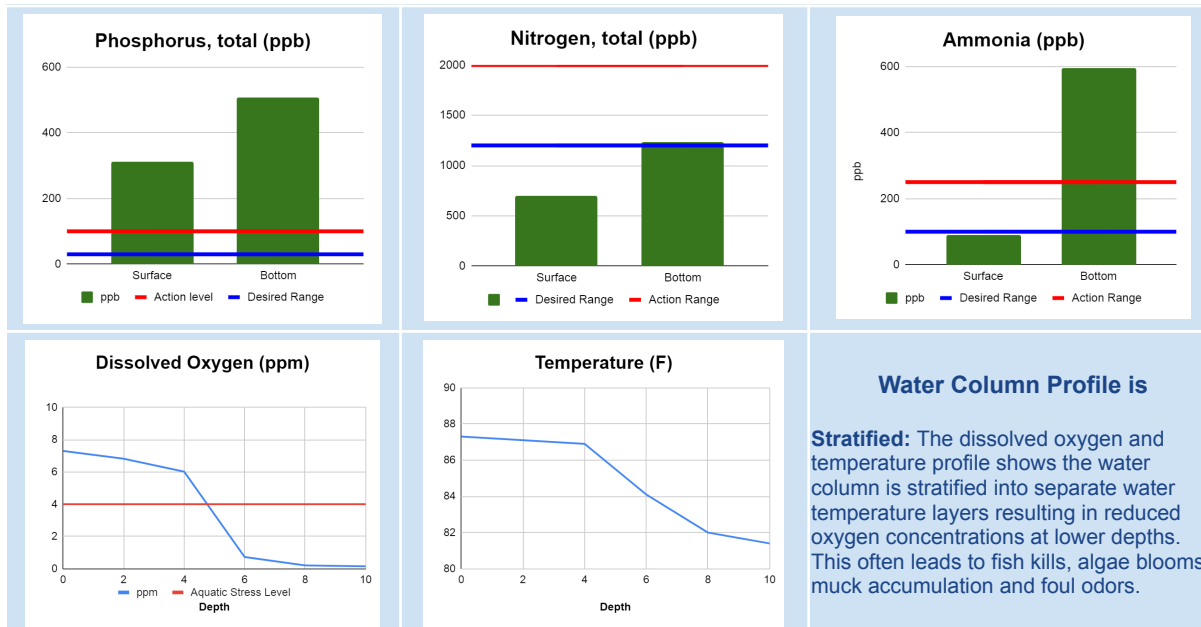 Phosphorus, total (ppb)
600
400
200
0
Surface
Bottom
ppb
Action level
Desired Range
Nitrogen, total (ppb)
2000
1500
1000
500
0
Surface
Bottom
Desired Range
Action Range
Ammonia (ppb)
ppb
600
400
200
0
Surface
Bottom
ppb
Desired Range
Action Range
Dissolved Oxygen (ppm)
10
8
6
4
2
0
0 2 4 6 8 10
ppm
Aquatic Stress Level
Depth
Temperature (F)
90
88
86
84
82
80
0 2 4 6 8 10
Depth
Water Column Profile is
Stratified: The dissolved oxygen and
temperature profile shows the water
column is stratified into separate water
temperature layers resulting in reduced
oxygen concentrations at lower depths.
This often leads to fish kills, algae blooms
muck accumulation and foul odors.